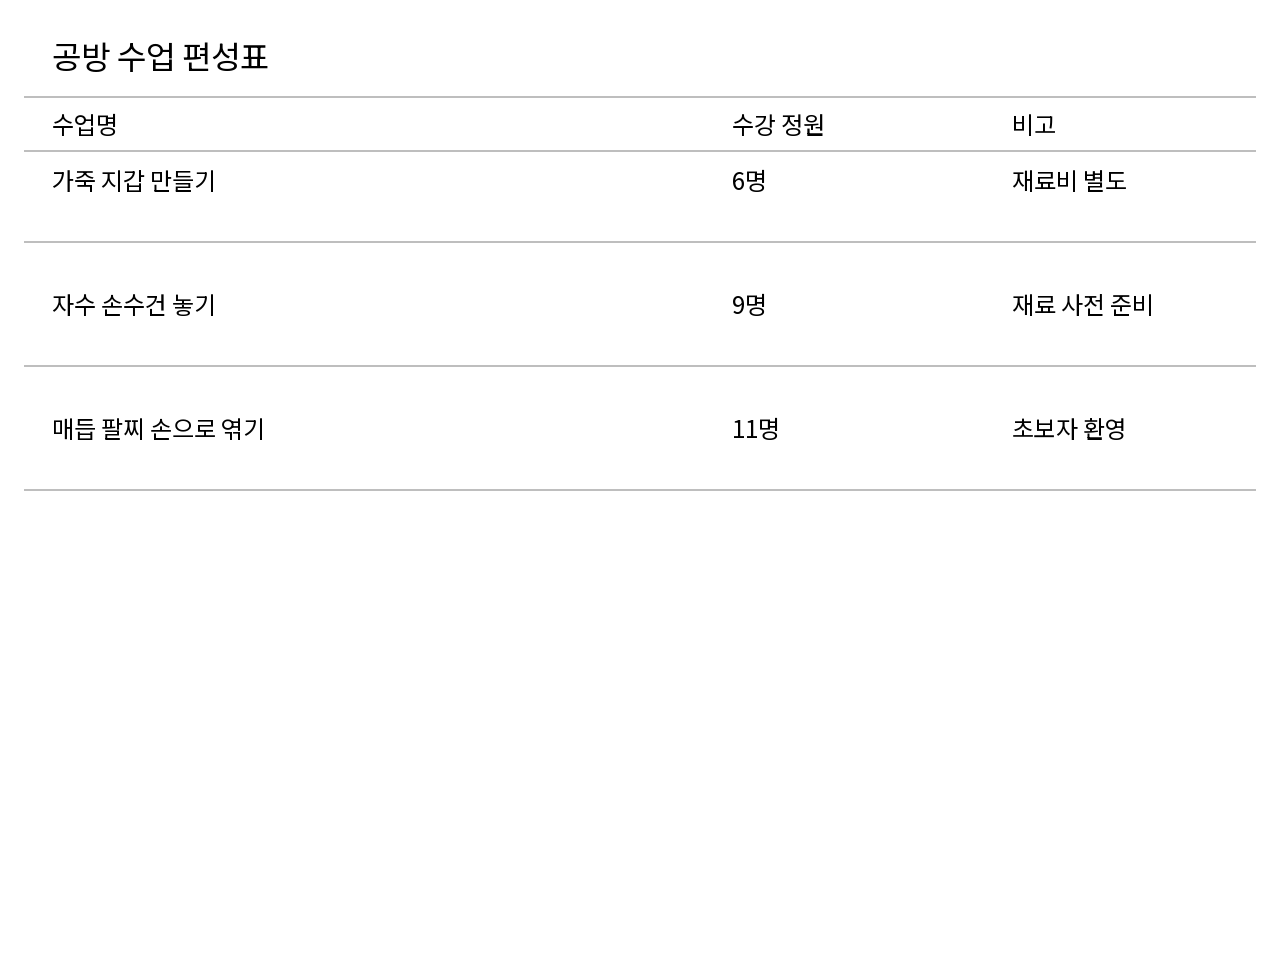 공방 수업 편성표
수업명 수강 정원 비고
가죽 지갑 만들기 6명 재료비 별도
자수 손수건 놓기 9명 재료 사전 준비
매듭 팔찌 손으로 엮기 11명 초보자 환영